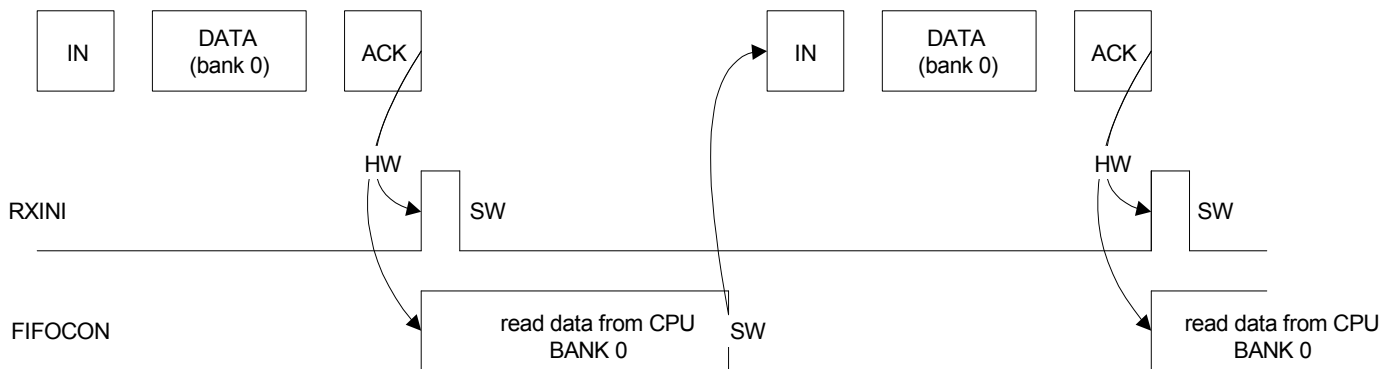 IN
DATA
(bank 0)
ACK
IN
DATA
(bank 0)
ACK
HW
HW
RXINI
SW
SW
FIFOCON
read data from CPU
BANK 0
SW
read data from CPU
BANK 0